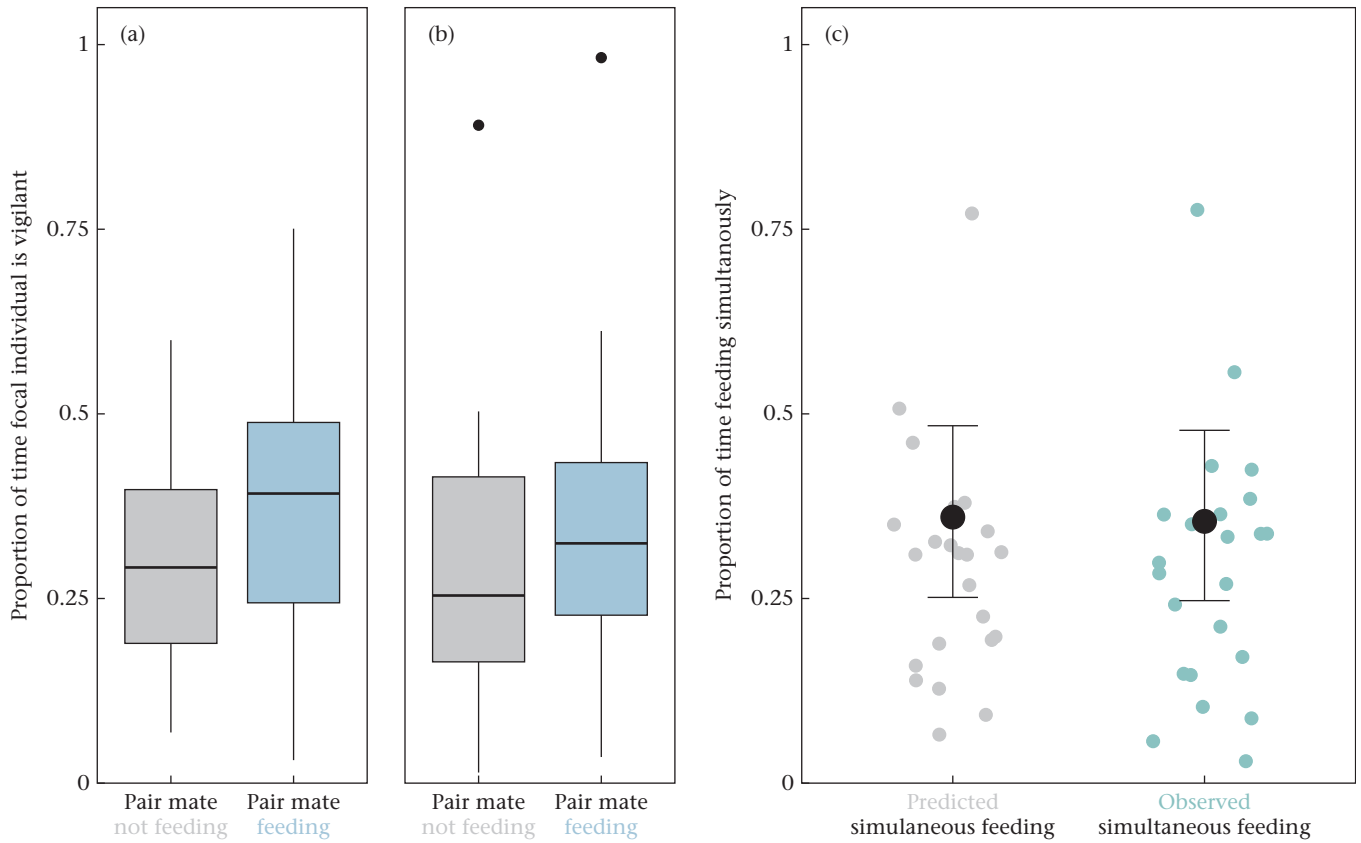 (a)
(b)
(c)
Proportion of time focal individual is vigilant
1
0.75
0.5
0.25
0
Pair mate
not feeding
Pair mate
feeding
Pair mate
not feeding
Pair mate
feeding
Proportion of time feeding simultanously
1
0.75
0.5
0.25
0
Predicted
simulaneous feeding
Observed
simultaneous feeding